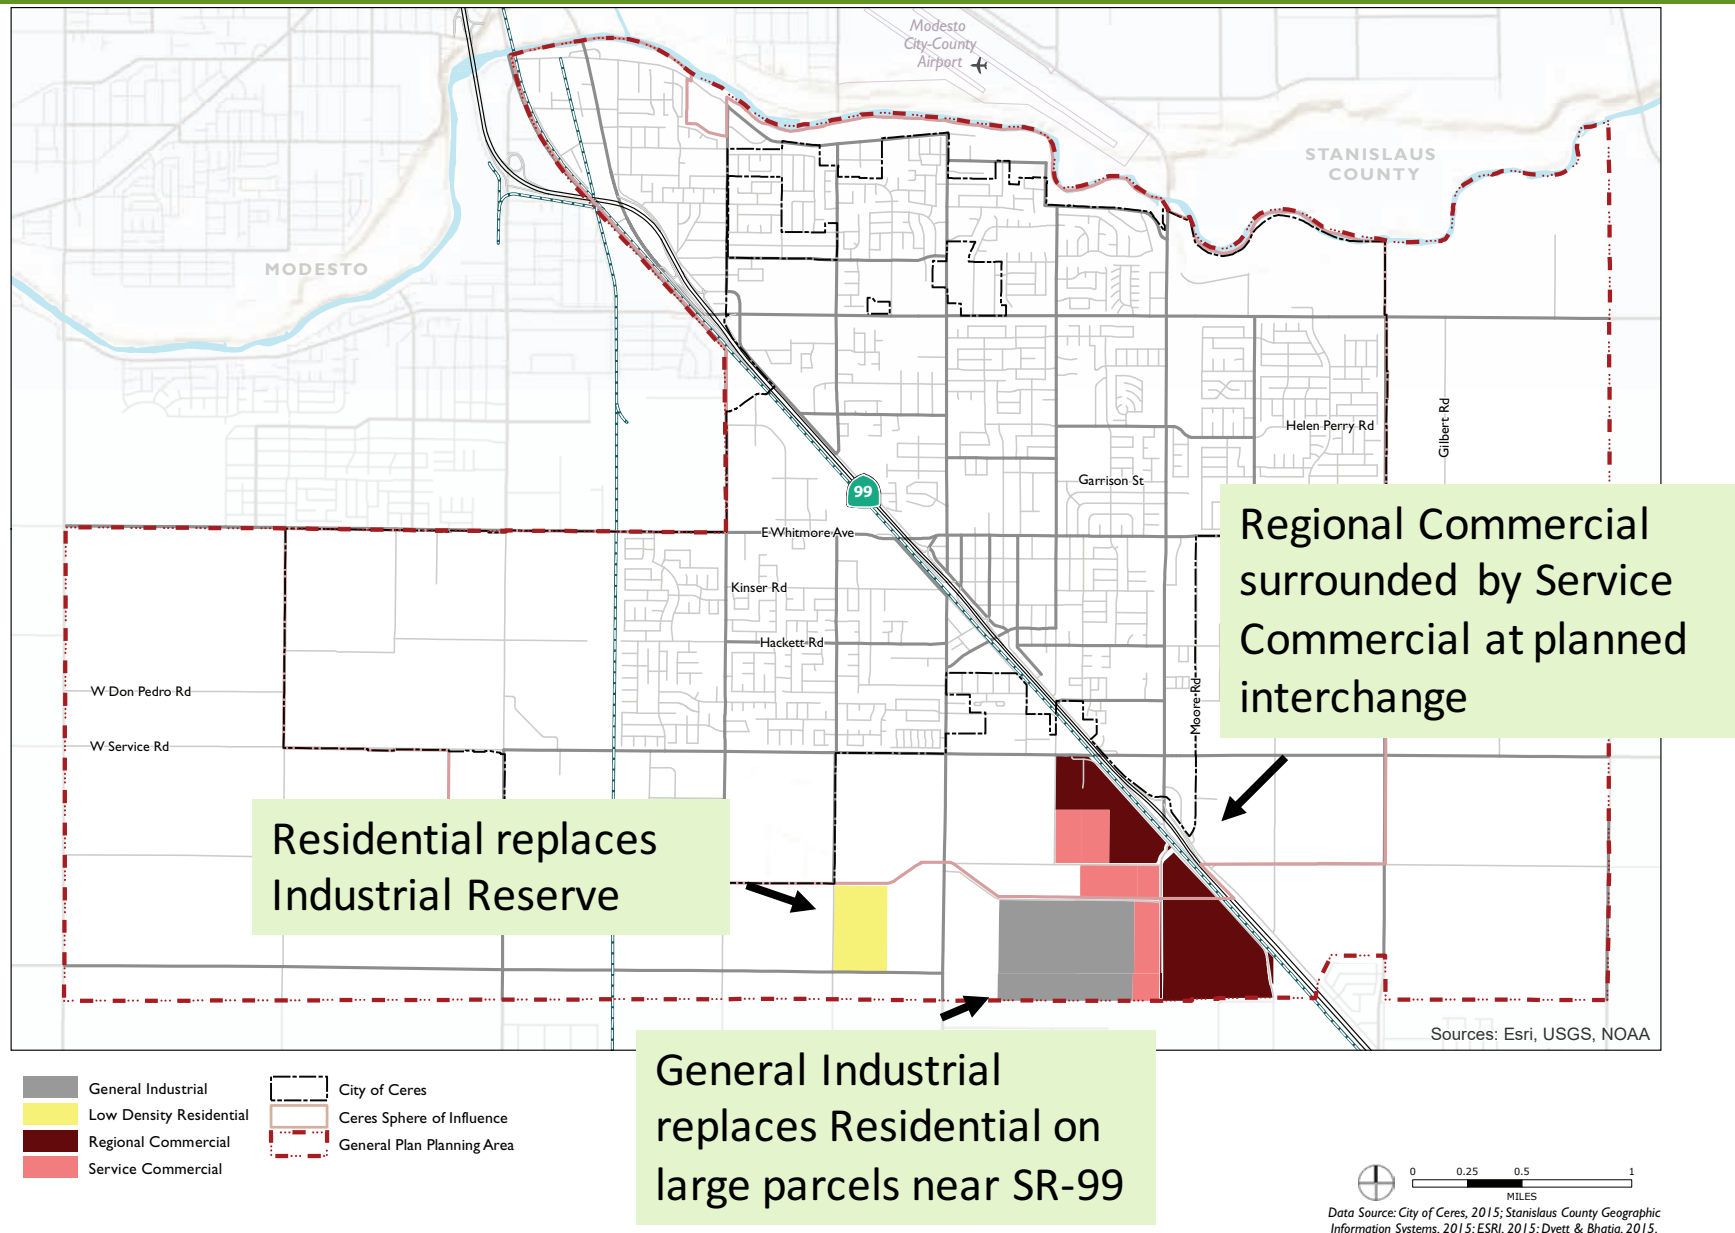 Modesto
City-County
Airport
STANISLAUS
COUNTY
MODESTO
Helen Perry Rd
Gilbert Rd
Garrison St
99
E Whitmore Ave
Kinser Rd
Hackett Rd
W Don Pedro Rd
W Service Rd
Moore Rd
Regional Commercial
surrounded by Service
Commercial at planned
interchange
Residential replaces
Industrial Reserve
General Industrial
replaces Residential on
large parcels near SR-99
Sources: Esri, USGS, NOAA
General Industrial
Low Density Residential
Regional Commercial
Service Commercial
City of Ceres
Ceres Sphere of Influence
General Plan Planning Area
0 0.25 0.5 1
MILES
Data Source: City of Ceres, 2015; Stanislaus County Geographic
Information Systems, 2015; ESRI, 2015; Dyett & Bhatia, 2015.